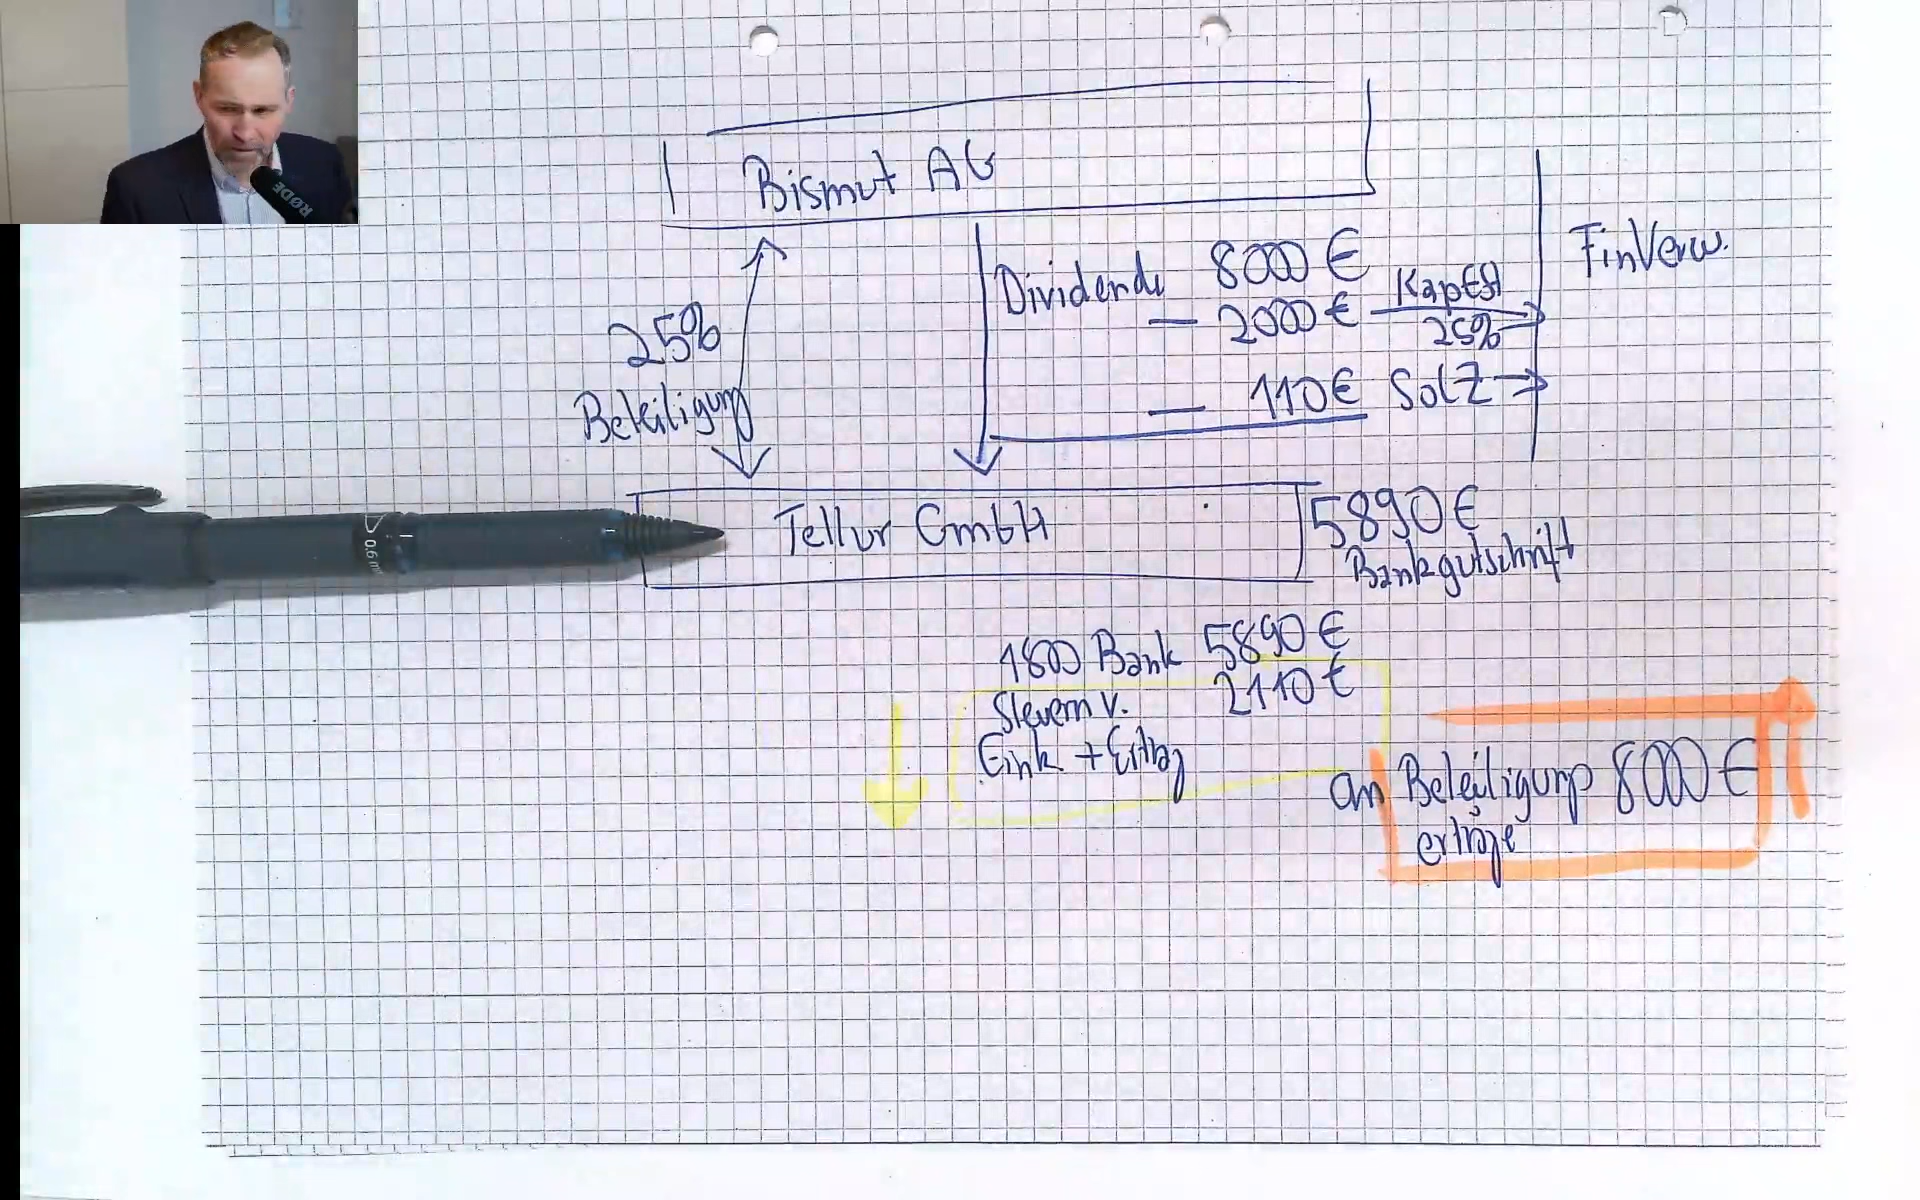 RØDE
Bismut AG
FinVerw.
Dividende 8000 €
— 2000 € KapESt
25%
— 110 € SolZ
25%
Beteiligung
0.6 m
Tellur GmbH
5890 €
Bankgutschrift
1800 Bank 5890 €
Steuern v. 2110 €
Eink + Ertrag
an Beteiligung 8000 €
erträge